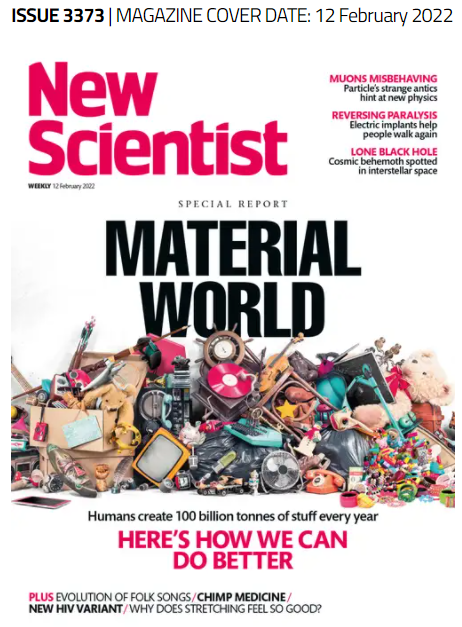 ISSUE 3373 | MAGAZINE COVER DATE: 12 February 2022
New
Scientist
WEEKLY 12 February 2022
MUONS MISBEHAVING
Particle's strange antics
hint at new physics
REVERSING PARALYSIS
Electric implants help
people walk again
LONE BLACK HOLE
Cosmic behemoth spotted
in interstellar space
SPECIAL REPORT
MATERIAL
WORLD
Humans create 100 billion tonnes of stuff every year
HERE'S HOW WE CAN
DO BETTER
PLUS EVOLUTION OF FOLK SONGS / CHIMP MEDICINE /
NEW HIV VARIANT / WHY DOES STRETCHING FEEL SO GOOD?